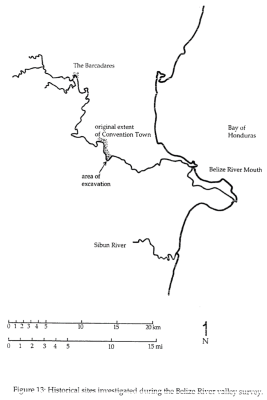 The Barcadares
original extent
of Convention Town
Bay of
Honduras
Belize River Mouth
area of
excavation
Sibun River
0 1 2 3 4 5 10 15 20 km
N
0 1 2 3 4 5 10 15 mi
Figure 13: Historical sites investigated during the Belize River valley survey.